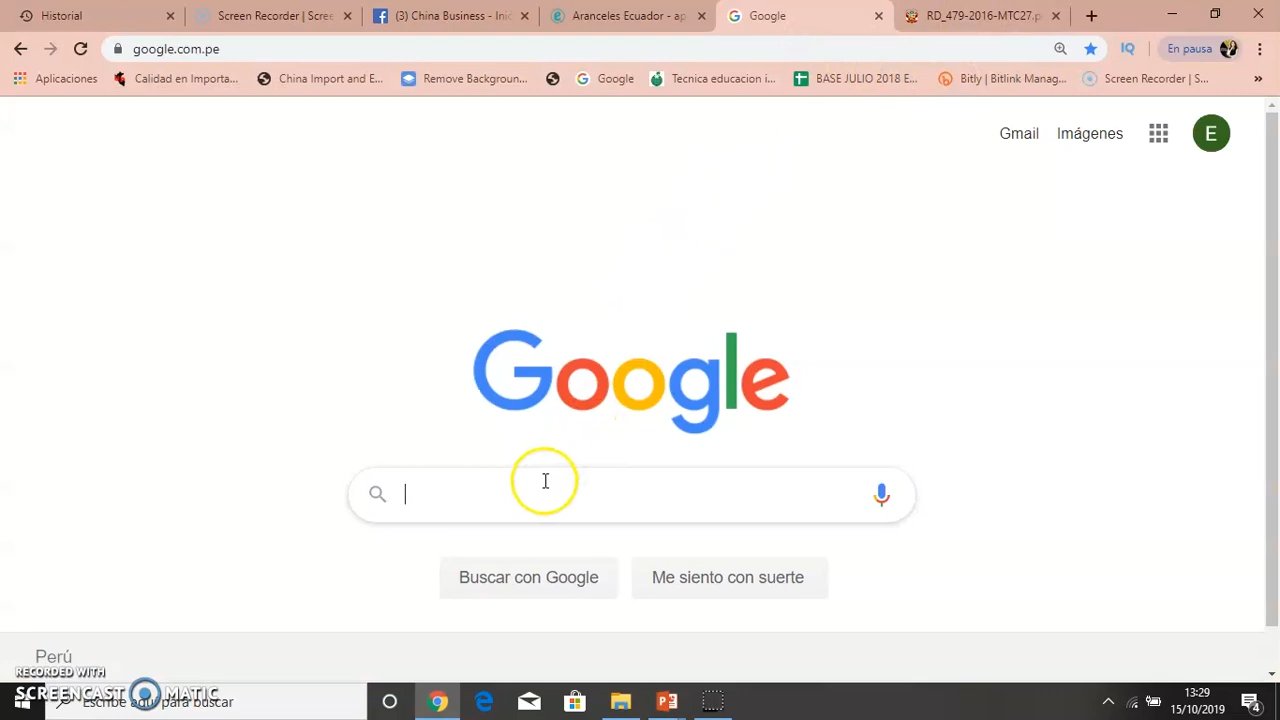 Historial
Screen Recorder | Scree
(3) China Business - Inic
Aranceles Ecuador - ap
Google
RD_479-2016-MTC27.p
google.com.pe
En pausa
Aplicaciones
Calidad en Importa...
China Import and E...
Remove Backgroun...
Google
Tecnica educacion i...
BASE JULIO 2018 E...
Bitly | Bitlink Manag...
Screen Recorder | S...
Gmail
Imágenes
E
Google
Buscar con Google
Me siento con suerte
Perú
RECORDED WITH
SCREENCAST MATIC
Escribe aquí para buscar
13:29
15/10/2019
4